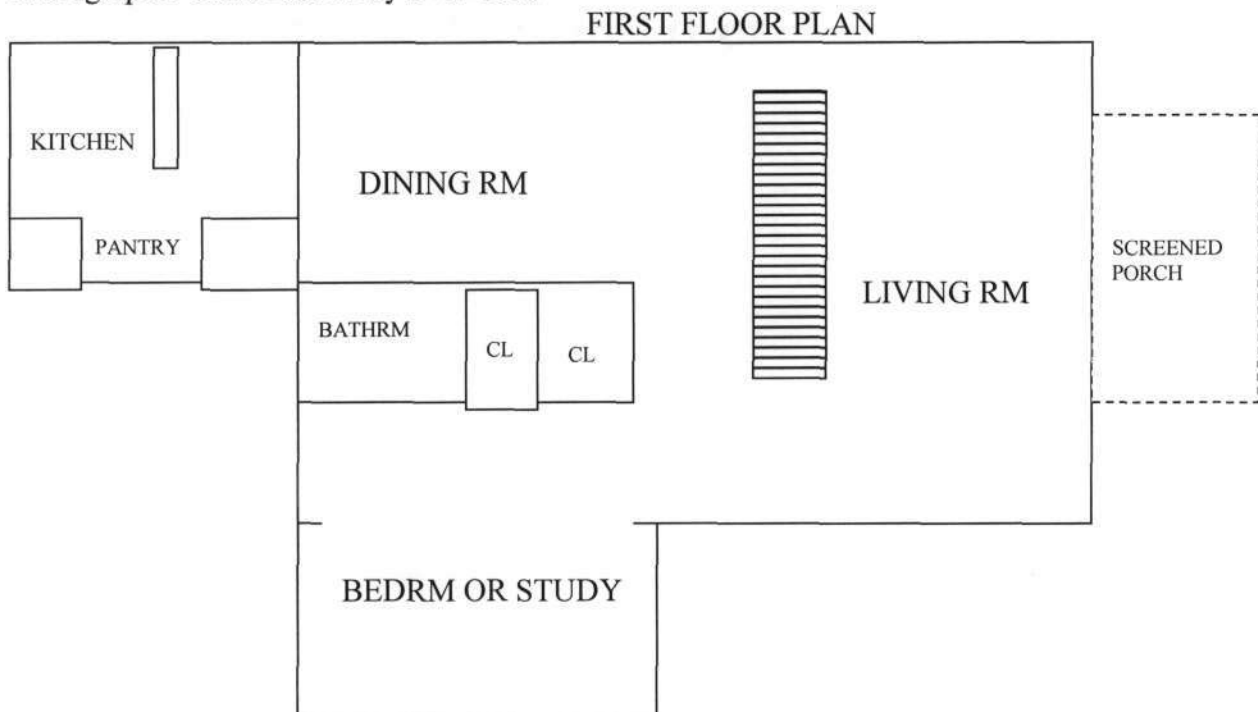 FIRST FLOOR PLAN
KITCHEN
DINING RM
PANTRY
SCREENED
PORCH
LIVING RM
BATHRM
CL
CL
BEDRM OR STUDY